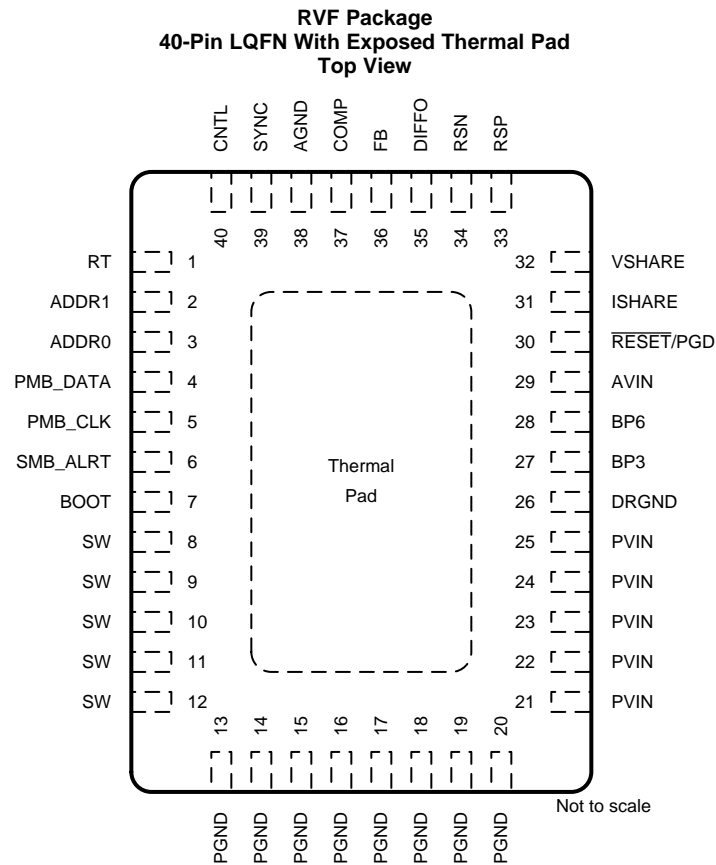 RVF Package
40-Pin LQFN With Exposed Thermal Pad
Top View
CNTL
SYNC
AGND
COMP
FB
DIFFO
RSN
RSP
40
39
38
37
36
35
34
33
RT 1
ADDR1 2
ADDR0 3
PMB_DATA 4
PMB_CLK 5
SMB_ALRT 6
BOOT 7
SW 8
SW 9
SW 10
SW 11
SW 12
Thermal
Pad
32 VSHARE
31 ISHARE
30 RESET/PGD
29 AVIN
28 BP6
27 BP3
26 DRGND
25 PVIN
24 PVIN
23 PVIN
22 PVIN
21 PVIN
13
14
15
16
17
18
19
20
PGND
PGND
PGND
PGND
PGND
PGND
PGND
PGND
Not to scale